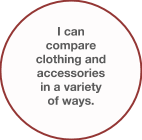 I can
compare
clothing and
accessories
in a variety
of ways.